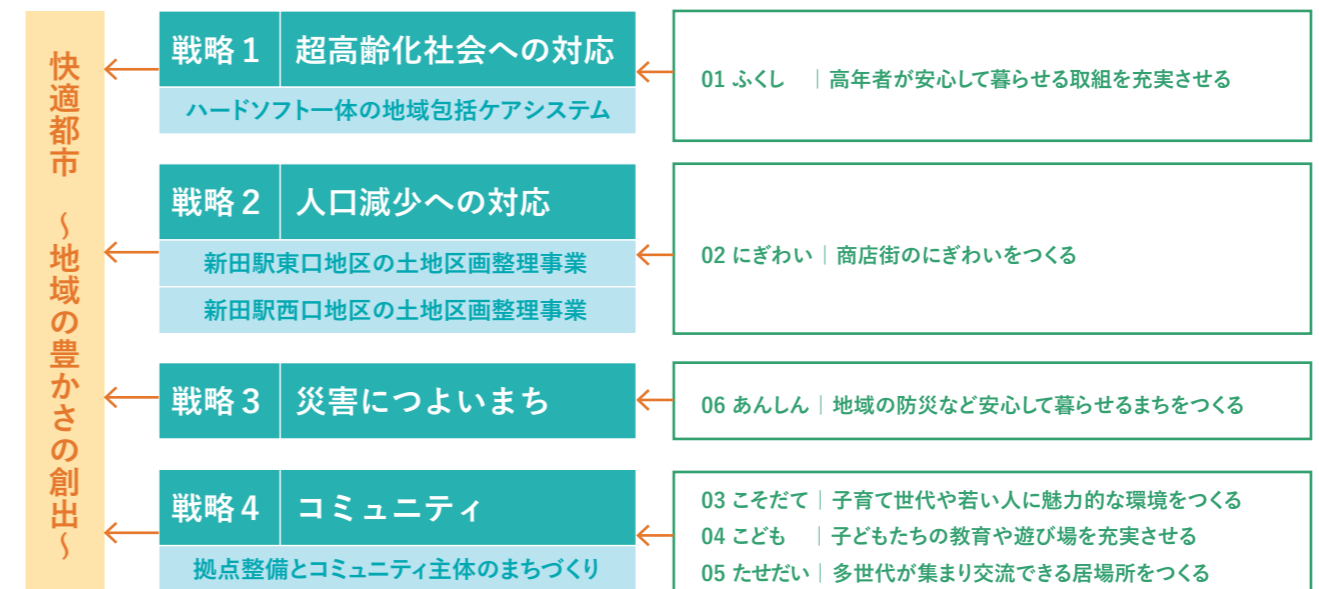 快適都市 〜地域の豊かさの創出〜
戦略1 超高齢化社会への対応
ハードソフト一体の地域包括ケアシステム
01 ふくし |高年者が安心して暮らせる取組を充実させる
戦略2 人口減少への対応
新田駅東口地区の土地区画整理事業
新田駅西口地区の土地区画整理事業
02 にぎわい|商店街のにぎわいをつくる
戦略3 災害につよいまち
06 あんしん|地域の防災など安心して暮らせるまちをつくる
戦略4 コミュニティ
拠点整備とコミュニティ主体のまちづくり
03 こそだて|子育て世代や若い人に魅力的な環境をつくる
04 こども |子どもたちの教育や遊び場を充実させる
05 たせだい|多世代が集まり交流できる居場所をつくる